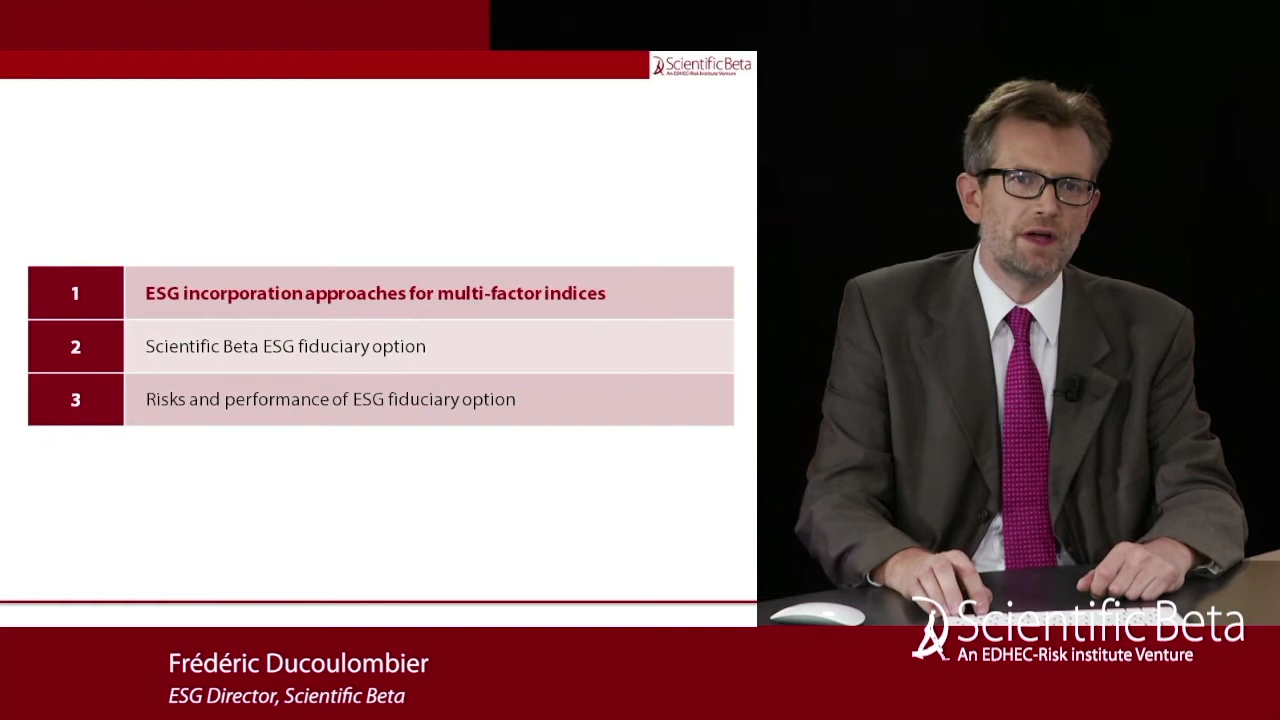 Scientific Beta
An EDHEC-Risk Institute Venture
1 ESG incorporation approaches for multi-factor indices
2 Scientific Beta ESG fiduciary option
3 Risks and performance of ESG fiduciary option
Scientific Beta
An EDHEC-Risk institute Venture
Frédéric Ducoulombier
ESG Director, Scientific Beta